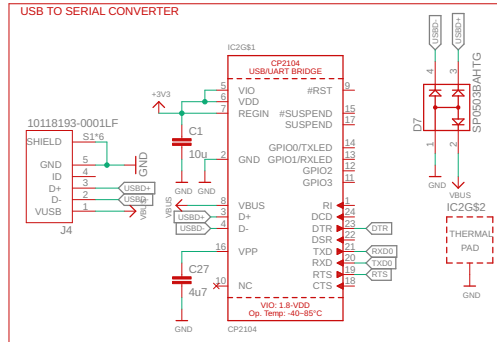 USB TO SERIAL CONVERTER
IC2G$1
CP2104
USB/UART BRIDGE
+3V3
5
6
7
VIO
VDD
REGIN
#RST
9
#SUSPEND
15
SUSPEND
17
C1
10u
GND
2
GND
GND
GPIO0/TXLED
14
GPIO1/RXLED
13
GPIO2
12
GPIO3
11
10118193-0001LF
SHIELD
S1*6
GND
5
ID
4
D+
3
USBD+
D-
2
USBD-
VUSB
1
VBUS
GND
J4
VBUS
8
VBUS
USBD+
3
D+
USBD-
4
D-
RI
1
DCD
24
DTR
23
DTR
DSR
22
TXD
21
RXD0
RXD
20
TXD0
RTS
19
RTS
CTS
18
16
VPP
C27
4u7
GND
10
NC
VIO: 1.8-VDD
Op. Temp: -40~85°C
CP2104
USBD-
USBD+
4
3
D7
SP0503BAHTG
1
2
GND
VBUS
IC2G$2
THERMAL
PAD
GND